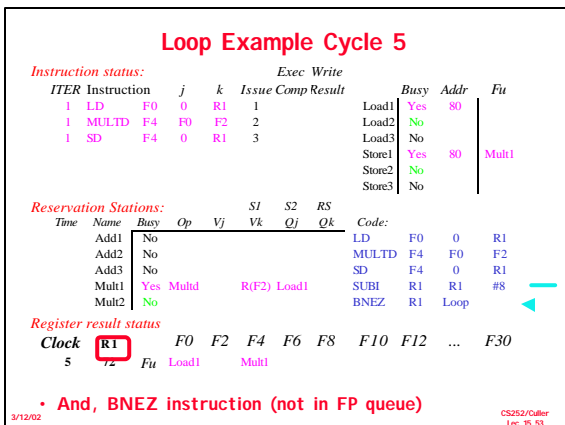 Loop Example Cycle 5
Instruction status: Exec Write
ITER Instruction j k Issue Comp Result Busy Addr Fu
1 LD F0 0 R1 1 Load1 Yes 80
1 MULTD F4 F0 F2 2 Load2 No
1 SD F4 0 R1 3 Load3 No
Store1 Yes 80 Mult1
Store2 No
Store3 No
Reservation Stations: S1 S2 RS
Time Name Busy Op Vj Vk Qj Qk Code:
Add1 No LD F0 0 R1
Add2 No MULTD F4 F0 F2
Add3 No SD F4 0 R1
Mult1 Yes Multd R(F2) Load1 SUBI R1 R1 #8
Mult2 No BNEZ R1 Loop
Register result status
Clock R1 F0 F2 F4 F6 F8 F10 F12 ... F30
5 72 Fu Load1 Mult1
• And, BNEZ instruction (not in FP queue)
3/12/02 CS252/Culler
Lec 15.53